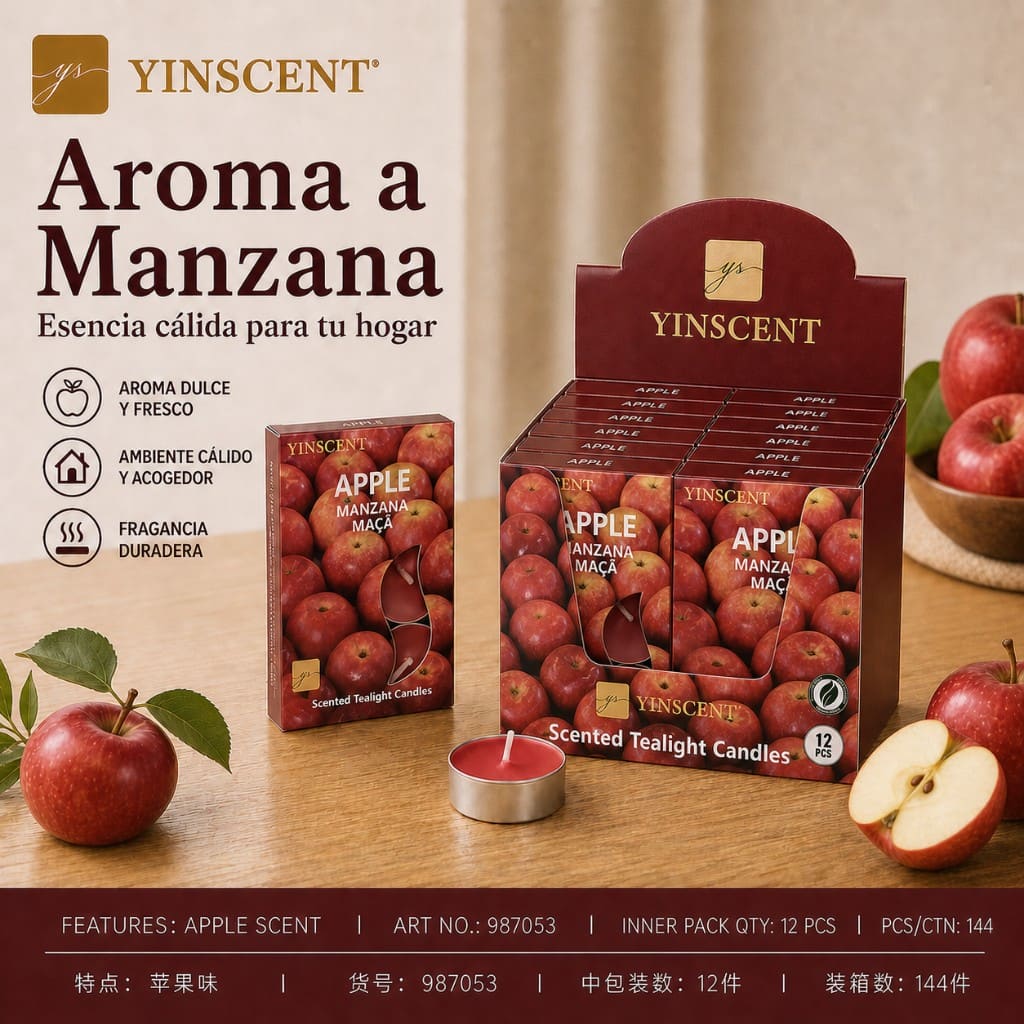 ys YINSCENT®
Aroma a
Manzana
Esencia cálida para tu hogar
AROMA DULCE
Y FRESCO
AMBIENTE CÁLIDO
Y ACOGEDOR
FRAGANCIA
DURADERA
APPLE
YINSCENT
APPLE
MANZANA
MAÇÃ
ys
Scented Tealight Candles
ys
YINSCENT
APPLE
APPLE
APPLE
APPLE
APPLE
APPLE
APPLE
APPLE
APPLE
APPLE
APPLE
APPLE
SCENT
YINSCENT
APPLE
APPL
MANZANA
MANZA
MAÇÃ
MAÇÃ
ys YINSCENT
Scented Tealight Candles
12
PCS
FEATURES: APPLE SCENT | ART NO.: 987053 | INNER PACK QTY: 12 PCS | PCS/CTN: 144
特点: 苹果味 | 货号: 987053 | 中包装数: 12件 | 装箱数: 144件